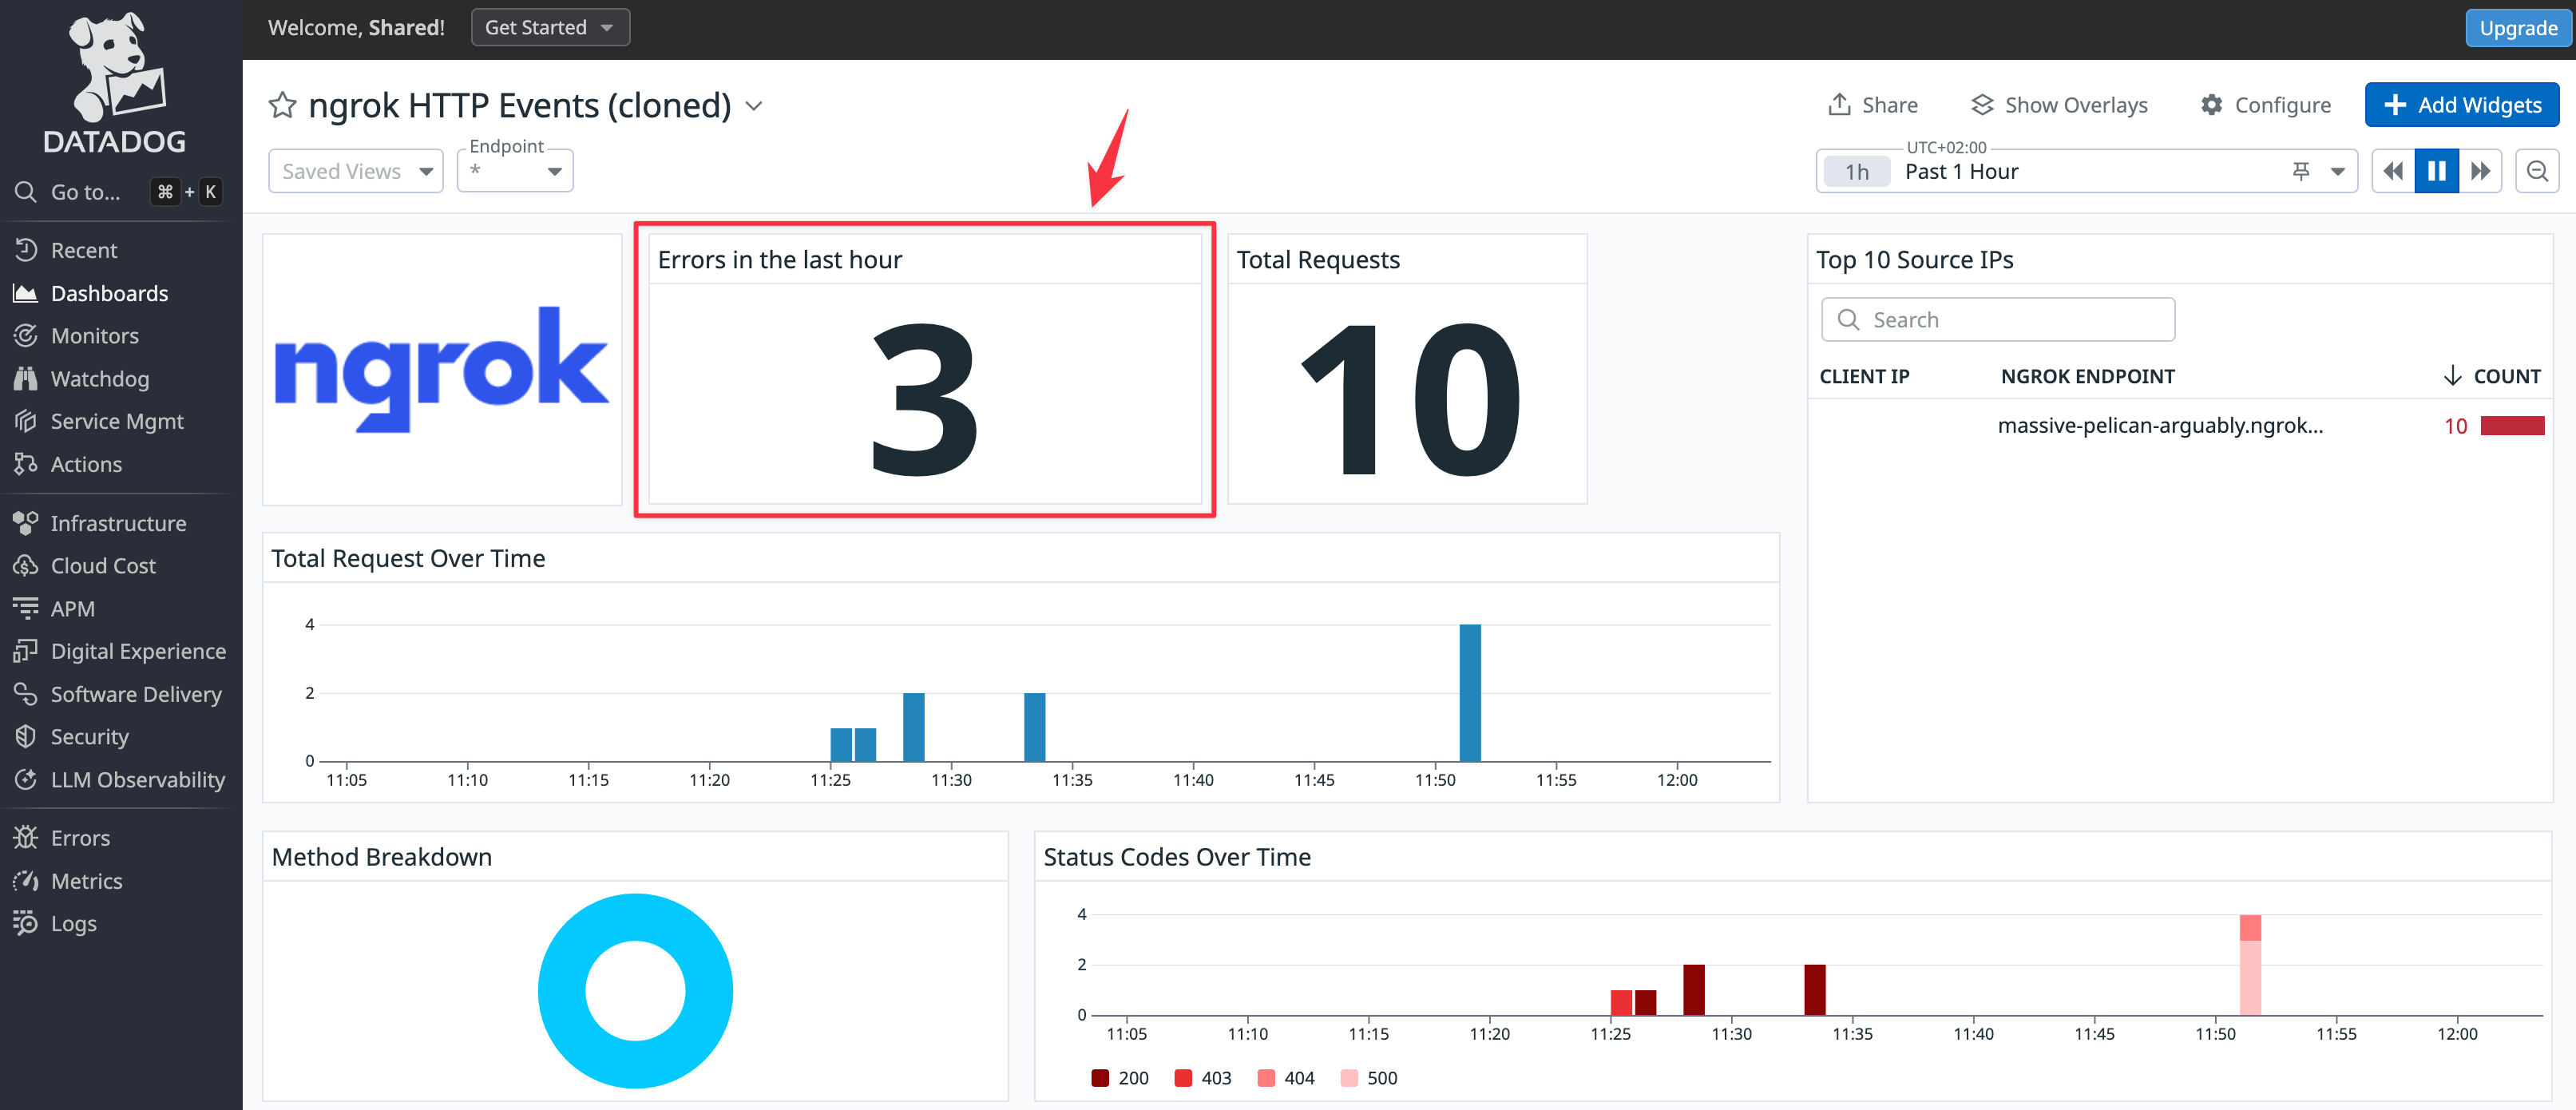 DATADOG
Go to... ⌘ + K
Recent
Dashboards
Monitors
Watchdog
Service Mgmt
Actions
Infrastructure
Cloud Cost
APM
Digital Experience
Software Delivery
Security
LLM Observability
Errors
Metrics
Logs
Welcome, Shared! Get Started Upgrade
ngrok HTTP Events (cloned) Share Show Overlays Configure + Add Widgets
Saved Views Endpoint * UTC+02:00 1h Past 1 Hour
ngrok
Errors in the last hour
3
Total Requests
10
Top 10 Source IPs
Search
CLIENT IP NGROK ENDPOINT ↓ COUNT
massive-pelican-arguably.ngrok... 10
Total Request Over Time
4
2
0
11:05 11:10 11:15 11:20 11:25 11:30 11:35 11:40 11:45 11:50 11:55 12:00
Method Breakdown
Status Codes Over Time
4
2
0
11:05 11:10 11:15 11:20 11:25 11:30 11:35 11:40 11:45 11:50 11:55 12:00
200 403 404 500